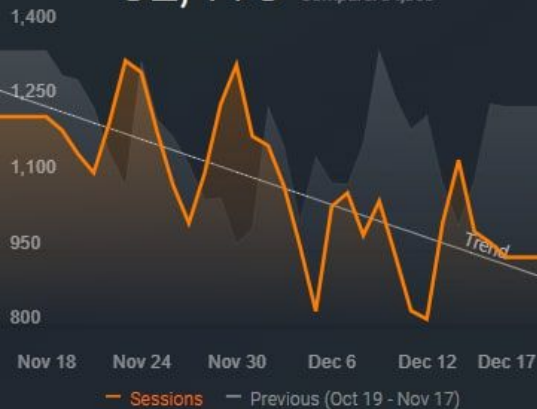 1,400
1,250
1,100
950
800
Trend
Nov 18 Nov 24 Nov 30 Dec 6 Dec 12 Dec 17
Sessions Previous (Oct 19 - Nov 17)